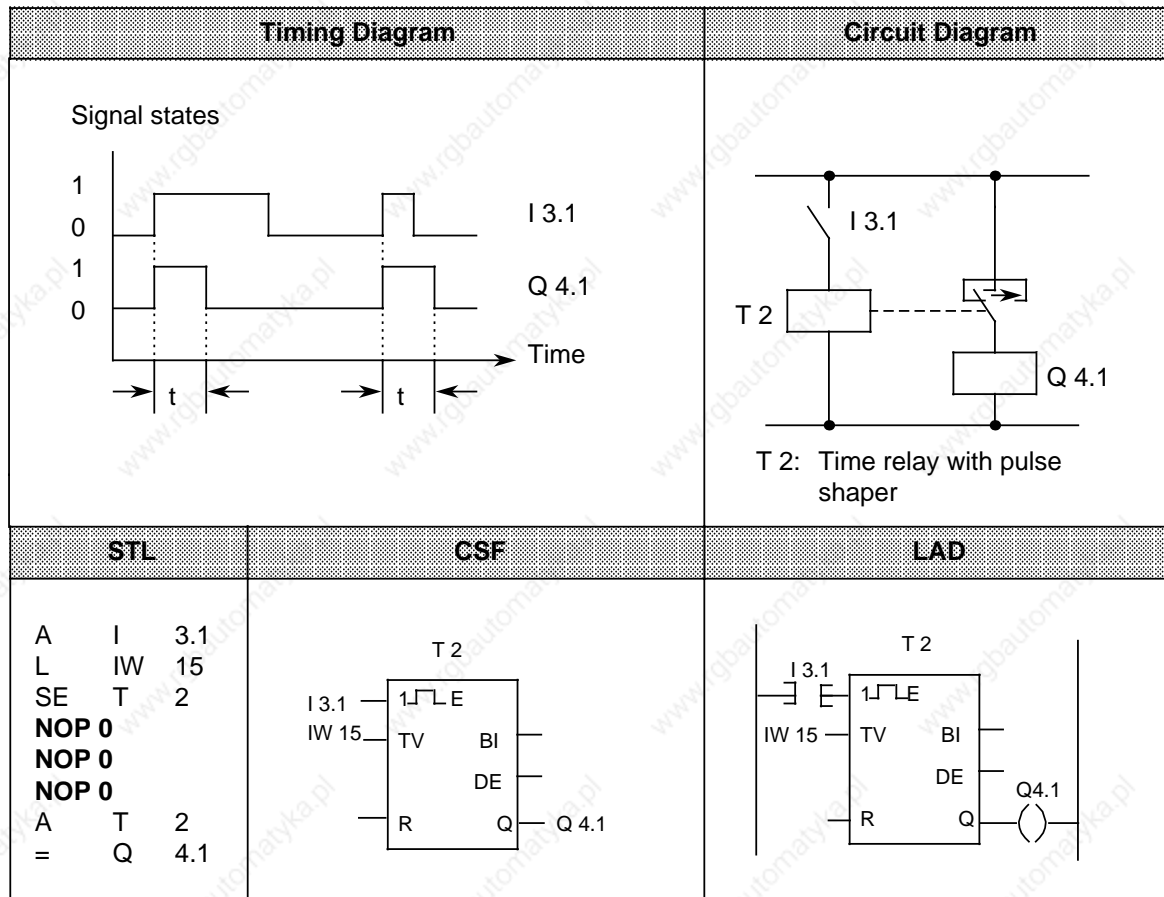 Timing Diagram
Circuit Diagram
Signal states
1
0
I 3.1
1
0
Q 4.1
Time
t
t
I 3.1
T 2
Q 4.1
T 2: Time relay with pulse
shaper
STL
CSF
LAD
A I 3.1
L IW 15
SE T 2
NOP 0
NOP 0
NOP 0
A T 2
= Q 4.1
T 2
I 3.1 1 E
IW 15 TV BI
DE
R Q Q 4.1
T 2
I 3.1
1 E
IW 15 TV BI
DE
Q4.1
R Q
www.rgbautomatyka.pl